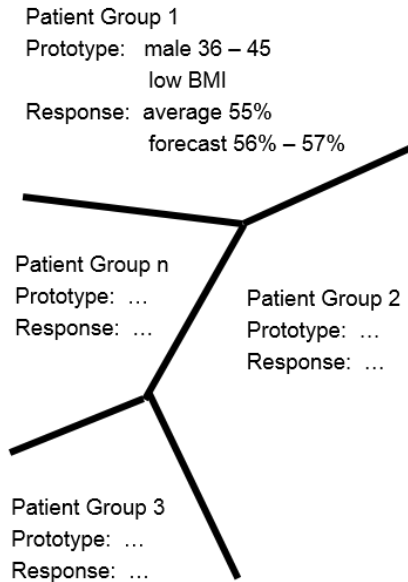 Patient Group 1
Prototype: male 36 – 45
low BMI
Response: average 55%
forecast 56% – 57%
Patient Group n
Prototype: …
Response: …
Patient Group 2
Prototype: …
Response: …
Patient Group 3
Prototype: …
Response: …